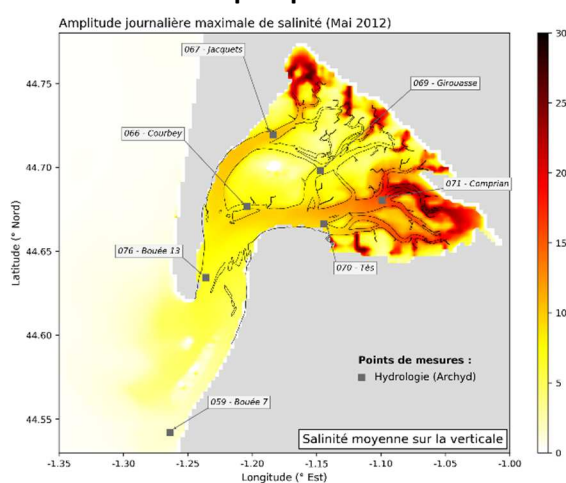 Amplitude journalière maximale de salinité (Mai 2012)
067 - Jacquets
069 - Girouasse
066 - Courbey
071 - Comprian
076 - Bouée 13
070 - Tès
059 - Bouée 7
Points de mesures :
Hydrologie (Archyd)
Salinité moyenne sur la verticale
Latitude (° Nord)
44.75
44.70
44.65
44.60
44.55
-1.35
-1.30
-1.25
-1.20
-1.15
-1.10
-1.05
-1.00
Longitude (° Est)
30
25
20
15
10
5
0